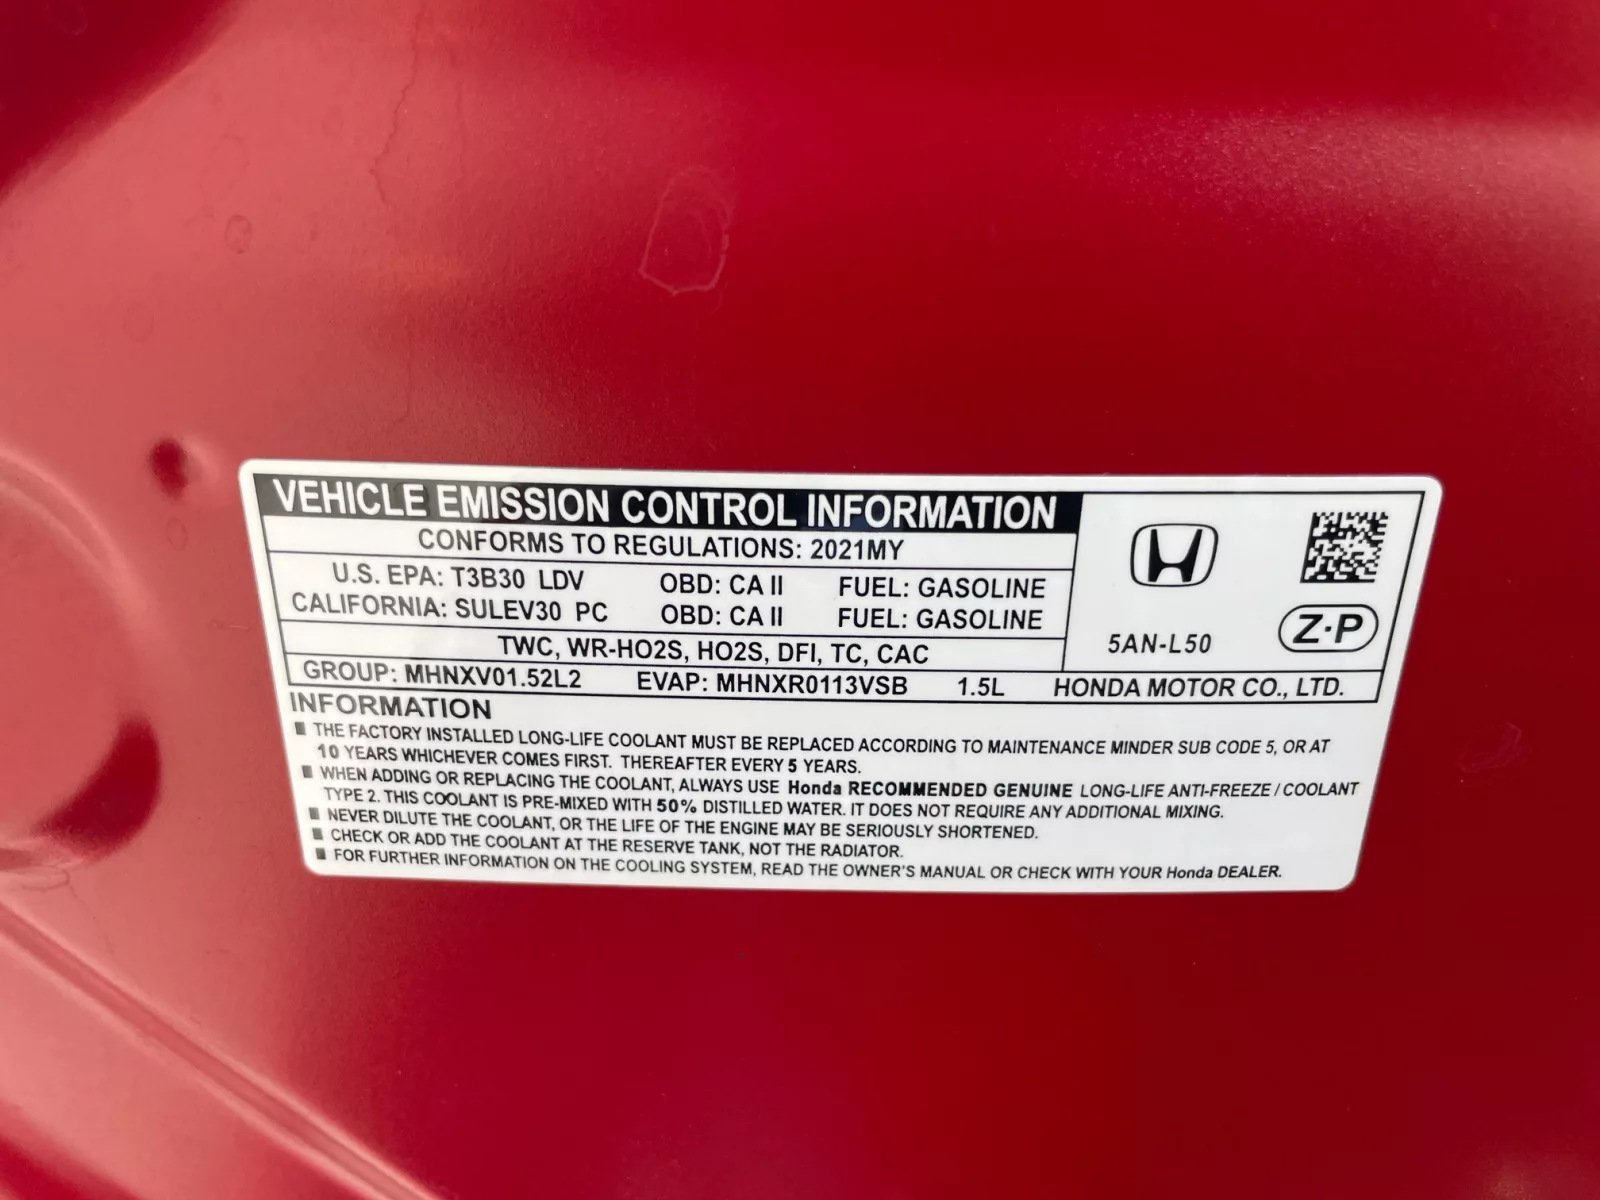 VEHICLE EMISSION CONTROL INFORMATION
CONFORMS TO REGULATIONS: 2021MY
U.S. EPA: T3B30 LDV OBD: CA II FUEL: GASOLINE
CALIFORNIA: SULEV30 PC OBD: CA II FUEL: GASOLINE
TWC, WR-HO2S, HO2S, DFI, TC, CAC
5AN-L50
Z·P
GROUP: MHNXV01.52L2 EVAP: MHNXR0113VSB 1.5L HONDA MOTOR CO., LTD.
INFORMATION
■ THE FACTORY INSTALLED LONG-LIFE COOLANT MUST BE REPLACED ACCORDING TO MAINTENANCE MINDER SUB CODE 5, OR AT
10 YEARS WHICHEVER COMES FIRST. THEREAFTER EVERY 5 YEARS.
■ WHEN ADDING OR REPLACING THE COOLANT, ALWAYS USE Honda RECOMMENDED GENUINE LONG-LIFE ANTI-FREEZE / COOLANT
TYPE 2. THIS COOLANT IS PRE-MIXED WITH 50% DISTILLED WATER. IT DOES NOT REQUIRE ANY ADDITIONAL MIXING.
■ NEVER DILUTE THE COOLANT, OR THE LIFE OF THE ENGINE MAY BE SERIOUSLY SHORTENED.
■ CHECK OR ADD THE COOLANT AT THE RESERVE TANK, NOT THE RADIATOR.
■ FOR FURTHER INFORMATION ON THE COOLING SYSTEM, READ THE OWNER'S MANUAL OR CHECK WITH YOUR Honda DEALER.